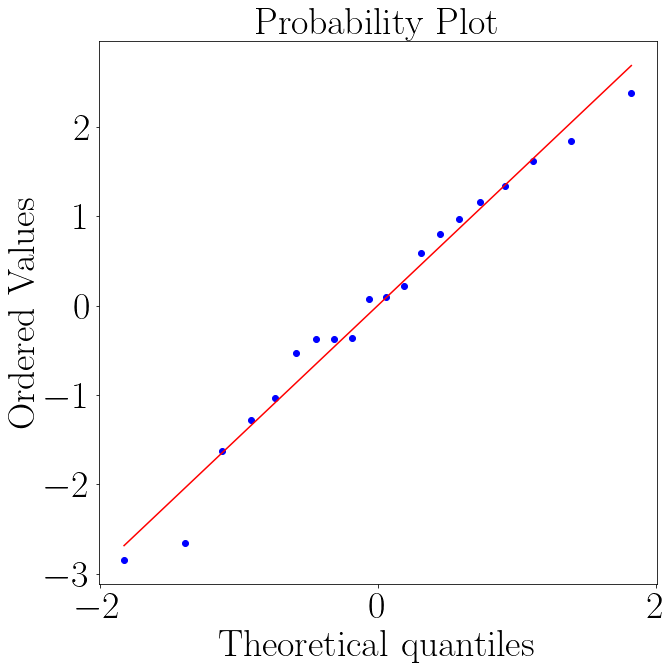 Probability Plot
Ordered Values
2
1
0
−1
−2
−3
−2 0 2
Theoretical quantiles